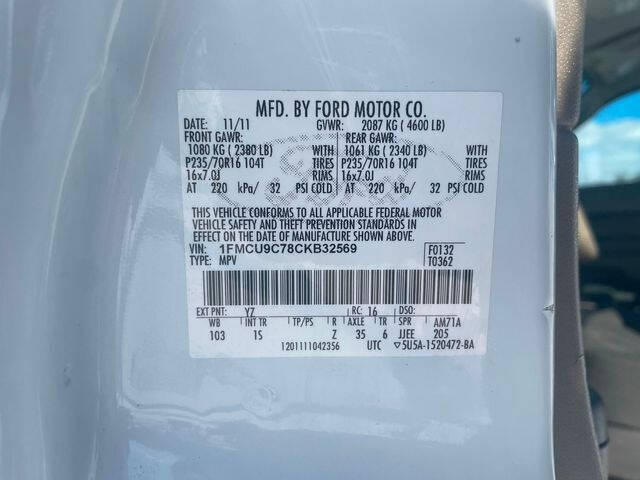 MFD. BY FORD MOTOR CO.
DATE: 11/11 GVWR: 2087 KG ( 4600 LB)
FRONT GAWR: REAR GAWR:
1080 KG ( 2380LB) WITH 1061 KG ( 2340 LB) WITH
P235/70R16 104T TIRES P235/70R16 104T TIRES
16x7.0J RIMS 16x7.0J RIMS
AT 220 kPa/ 32 PSI COLD AT 220 kPa/ 32 PSI COLD
THIS VEHICLE CONFORMS TO ALL APPLICABLE FEDERAL MOTOR
VEHICLE SAFETY AND THEFT PREVENTION STANDARDS IN
EFFECT ON THE DATE OF MANUFACTURE SHOWN ABOVE.
VIN: 1FMCU9C78CKB32569 F0132
TYPE: MPV T0362
EXT PNT: YZ RC: 16 DSO:
WB INT TR TP/PS R AXLE TR SPR AM71A
103 1S Z 35 6 JJEE 205
1201111042356 UTC ▽5U5A-1520472-BA